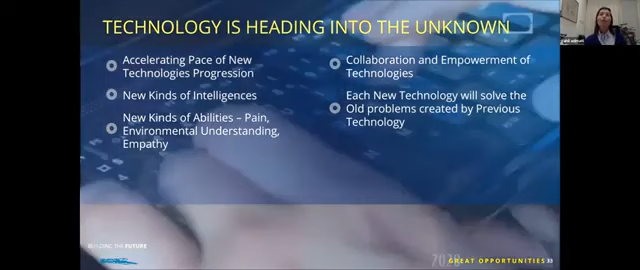 TECHNOLOGY IS HEADING INTO THE UNKNOWN
Accelerating Pace of New
Technologies Progression
New Kinds of Intelligences
New Kinds of Abilities – Pain,
Environmental Understanding,
Empathy
Collaboration and Empowerment of
Technologies
Each New Technology will solve the
Old problems created by Previous
Technology
BUILDING THE FUTURE
GREAT OPPORTUNITIES 33